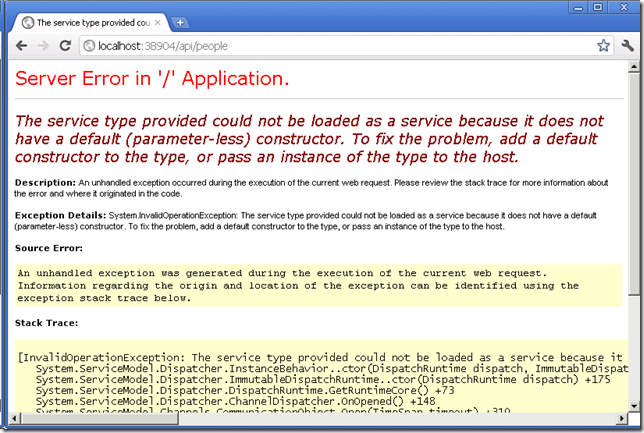 The service type provided cou
localhost:38904/api/people
Server Error in '/' Application.
The service type provided could not be loaded as a service because it does not
have a default (parameter-less) constructor. To fix the problem, add a default
constructor to the type, or pass an instance of the type to the host.
Description: An unhandled exception occurred during the execution of the current web request. Please review the stack trace for more information about
the error and where it originated in the code.
Exception Details: System.InvalidOperationException: The service type provided could not be loaded as a service because it does not have a default
(parameter-less) constructor. To fix the problem, add a default constructor to the type, or pass an instance of the type to the host.
Source Error:
An unhandled exception was generated during the execution of the current web request.
Information regarding the origin and location of the exception can be identified using the
exception stack trace below.
Stack Trace:
[InvalidOperationException: The service type provided could not be loaded as a service because it
System.ServiceModel.Dispatcher.InstanceBehavior..ctor(DispatchRuntime dispatch, ImmutableDispat
System.ServiceModel.Dispatcher.ImmutableDispatchRuntime..ctor(DispatchRuntime dispatch) +175
System.ServiceModel.Dispatcher.DispatchRuntime.GetRuntimeCore() +73
System.ServiceModel.Dispatcher.ChannelDispatcher.OnOpened() +148
System.ServiceModel.Channels.CommunicationObject.Open(TimeSpan timeout) +310